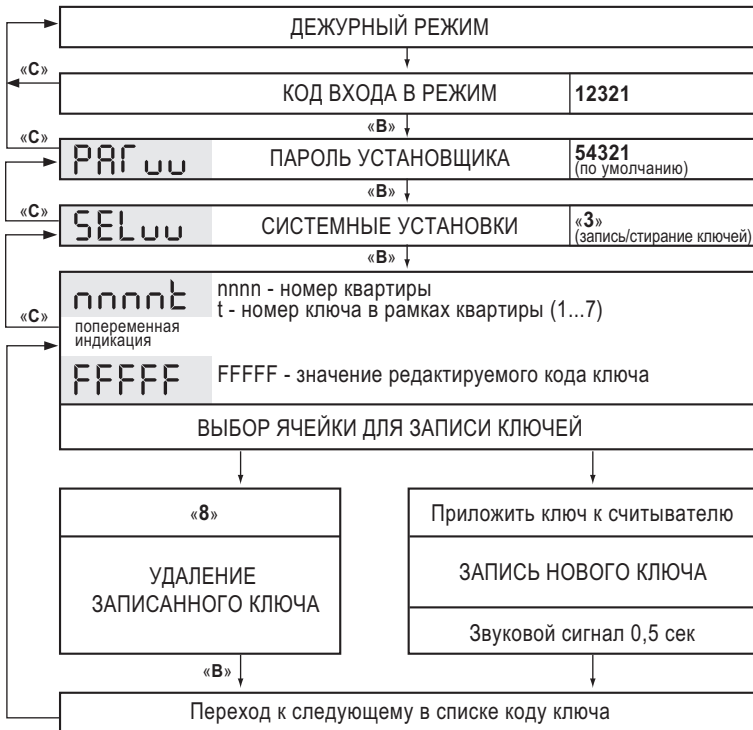 ДЕЖУРНЫЙ РЕЖИМ
«С»
КОД ВХОДА В РЕЖИМ 12321
«В»
«С»
PAГuu ПАРОЛЬ УСТАНОВЩИКА 54321
(по умолчанию)
«В»
«С»
SELuu СИСТЕМНЫЕ УСТАНОВКИ «3»
(запись/стирание ключей)
«В»
«С»
nnnnt nnnn - номер квартиры
t - номер ключа в рамках квартиры (1...7)
попеременная
индикация
FFFFF FFFFF - значение редактируемого кода ключа
ВЫБОР ЯЧЕЙКИ ДЛЯ ЗАПИСИ КЛЮЧЕЙ
«8»
УДАЛЕНИЕ
ЗАПИСАННОГО КЛЮЧА
«В»
Приложить ключ к считывателю
ЗАПИСЬ НОВОГО КЛЮЧА
Звуковой сигнал 0,5 сек
Переход к следующему в списке коду ключа